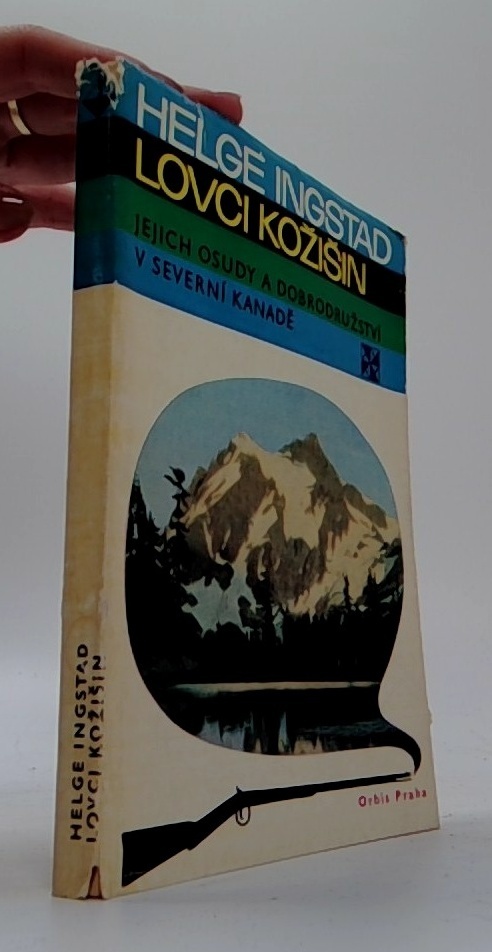 HELGE INGSTAD
LOVCI KOŽIŠIN
JEJICH OSUDY A DOBRODRUŽSTVÍ
V SEVERNÍ KANADĚ
Orbis Praha
HELGE INGSTAD
LOVCI KOŽIŠIN